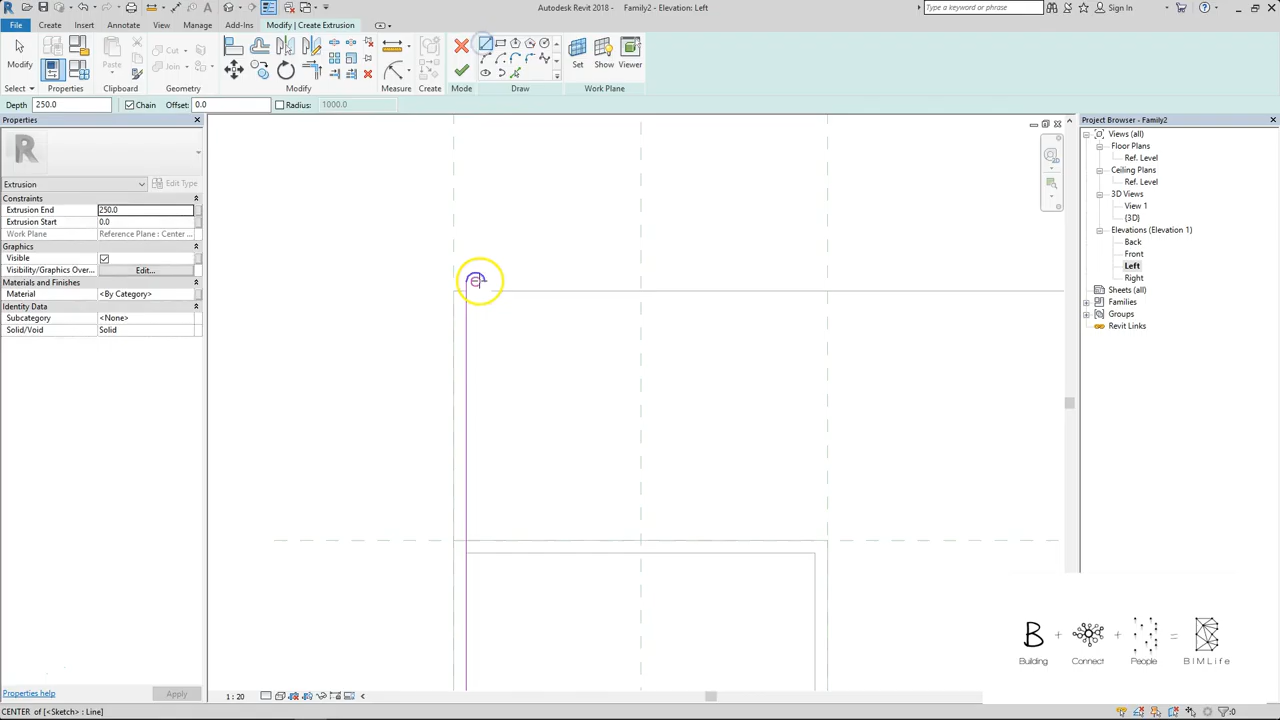 Autodesk Revit 2018 - Family2 - Elevation: Left
Type a keyword or phrase
Sign In
File
Create
Insert
Annotate
View
Manage
Add-Ins
Modify | Create Extrusion
Modify
Paste
Cut
Join
Create
Set
Show
Viewer
Select
Properties
Clipboard
Geometry
Modify
Measure
Create
Mode
Draw
Work Plane
Depth 250.0
Chain
Offset: 0.0
Radius: 1000.0
Properties
Extrusion
Edit Type
Constraints
Extrusion End 250.0
Extrusion Start 0.0
Work Plane Reference Plane : Center ...
Graphics
Visible
Visibility/Graphics Over... Edit...
Materials and Finishes
Material <By Category>
Identity Data
Subcategory <None>
Solid/Void Solid
Properties help
Apply
Project Browser - Family2
Views (all)
Floor Plans
Ref. Level
Ceiling Plans
Ref. Level
3D Views
View 1
{3D}
Elevations (Elevation 1)
Back
Front
Left
Right
Sheets (all)
Families
Groups
Revit Links
B + + =
Building Connect People BIMLife
1 : 20
CENTER of [<Sketch> : Line]
:0